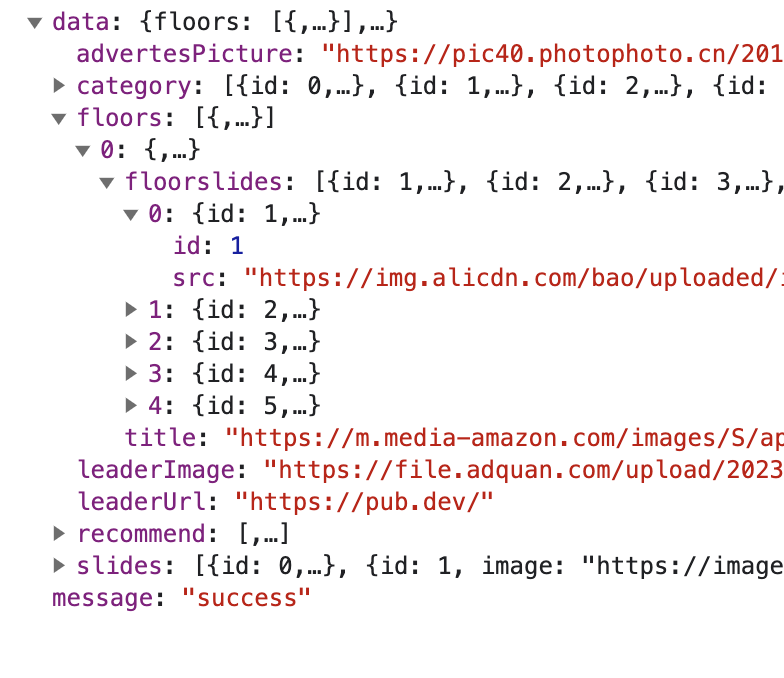 data: {floors: [{,…}],…}
advertesPicture: "https://pic40.photophoto.cn/201
category: [{id: 0,…}, {id: 1,…}, {id: 2,…}, {id:
floors: [{,…}]
0: {,…}
floorslides: [{id: 1,…}, {id: 2,…}, {id: 3,…},
0: {id: 1,…}
id: 1
src: "https://img.alicdn.com/bao/uploaded/i
1: {id: 2,…}
2: {id: 3,…}
3: {id: 4,…}
4: {id: 5,…}
title: "https://m.media-amazon.com/images/S/ap
leaderImage: "https://file.adquan.com/upload/2023
leaderUrl: "https://pub.dev/"
recommend: [,…]
slides: [{id: 0,…}, {id: 1, image: "https://image
message: "success"